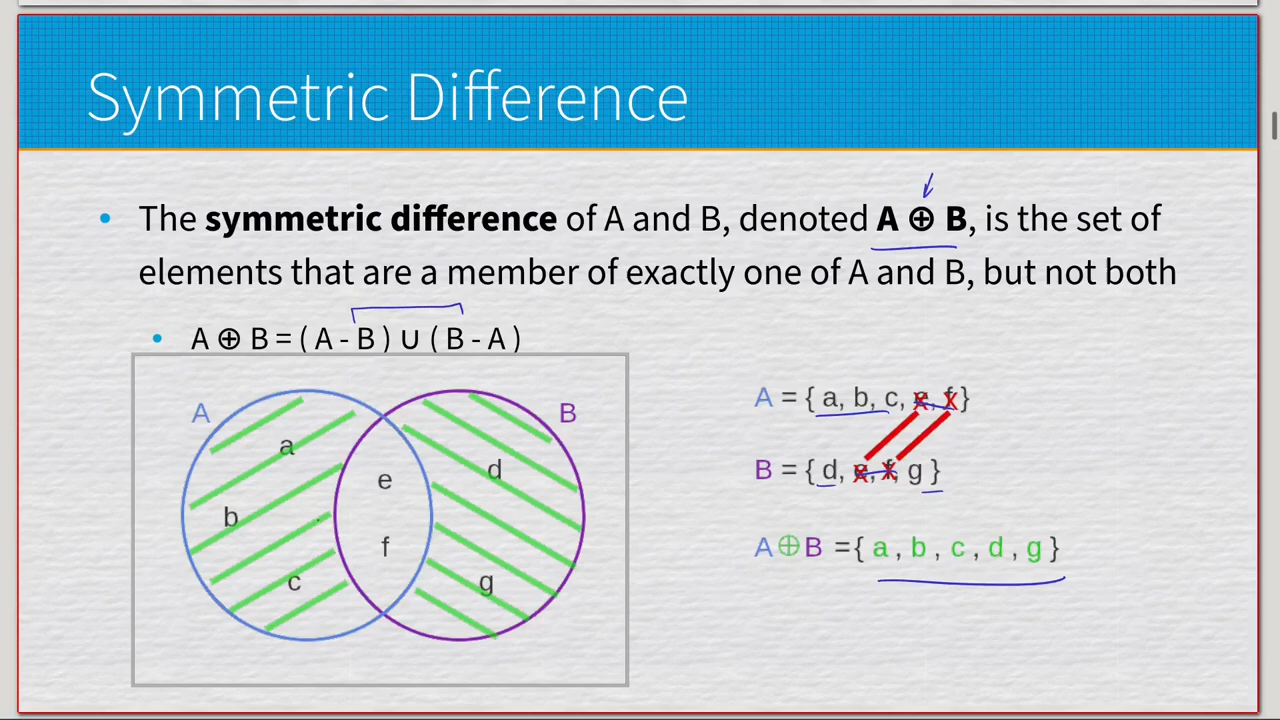 Symmetric Difference
• The symmetric difference of A and B, denoted A ⊕ B, is the set of
elements that are a member of exactly one of A and B, but not both
• A ⊕ B = ( A - B ) ∪ ( B - A )
A
B
a
b
c
e
f
d
g
A = { a, b, c, e, f }
B = { d, e, f, g }
A ⊕ B = { a , b , c , d , g }